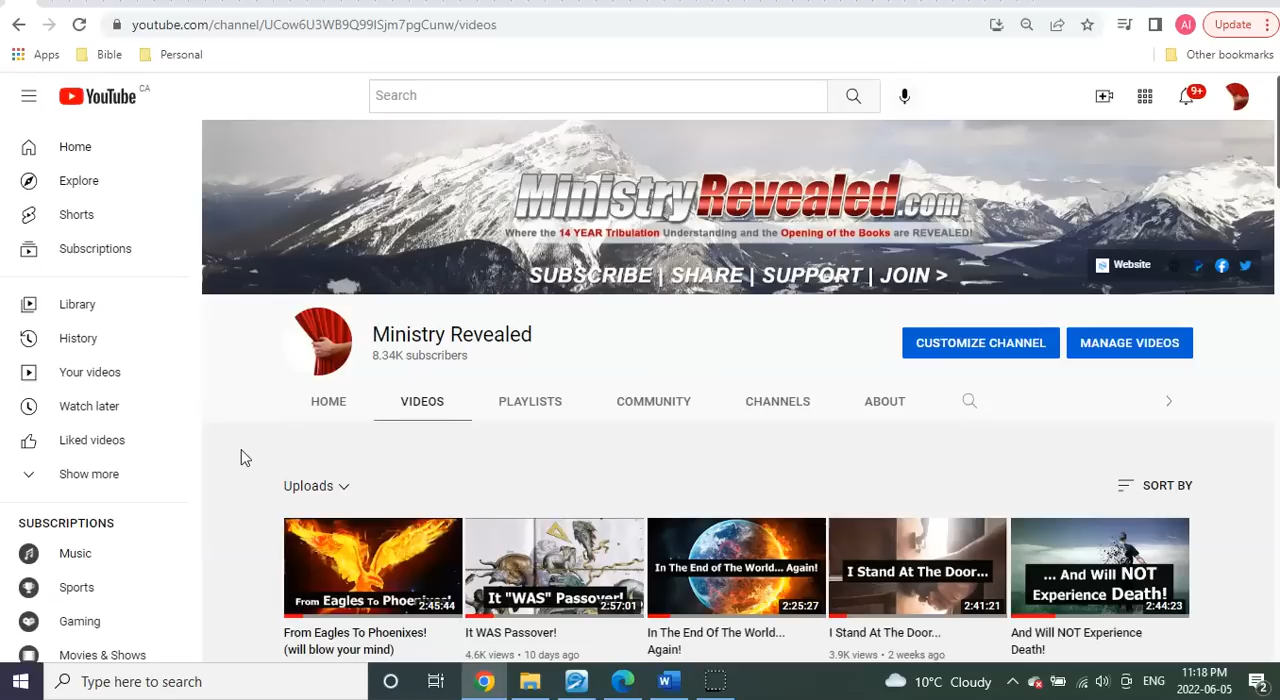 youtube.com/channel/UCow6U3WB9Q99ISjm7pgCunw/videos
AI
Update
Apps
Bible
Personal
Other bookmarks
YouTube CA
Search
9+
Home
Explore
Shorts
Subscriptions
Library
History
Your videos
Watch later
Liked videos
Show more
SUBSCRIPTIONS
Music
Sports
Gaming
Movies & Shows
MinistryRevealed.com
Where the 14 YEAR Tribulation Understanding and the Opening of the Books are REVEALED!
SUBSCRIBE | SHARE | SUPPORT | JOIN >
Website
Ministry Revealed
8.34K subscribers
CUSTOMIZE CHANNEL
MANAGE VIDEOS
HOME
VIDEOS
PLAYLISTS
COMMUNITY
CHANNELS
ABOUT
Uploads
SORT BY
From Eagles To Phoenixes!
2:45:44
From Eagles To Phoenixes!
(will blow your mind)
It "WAS" Passover!
2:57:01
It WAS Passover!
4.6K views • 10 days ago
In The End of The World... Again!
2:25:27
In The End Of The World...
Again!
I Stand At The Door...
2:41:21
I Stand At The Door...
3.9K views • 2 weeks ago
... And Will NOT
Experience Death!
2:44:23
And Will NOT Experience
Death!
Type here to search
10°C Cloudy
ENG
11:18 PM
2022-06-05
2